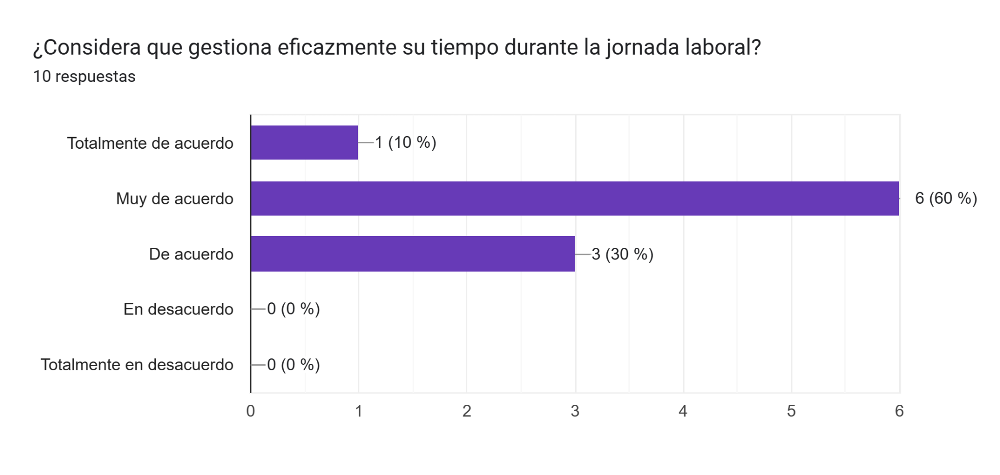 ¿Considera que gestiona eficazmente su tiempo durante la jornada laboral?
10 respuestas
Totalmente de acuerdo
1 (10 %)
Muy de acuerdo
6 (60 %)
De acuerdo
3 (30 %)
En desacuerdo
0 (0 %)
Totalmente en desacuerdo
0 (0 %)
0 1 2 3 4 5 6